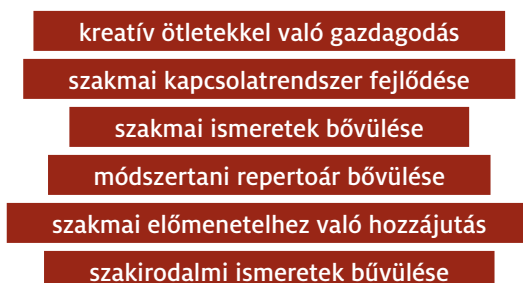 kreatív ötletekkel való gazdagodás
szakmai kapcsolatrendszer fejlődése
szakmai ismeretek bővülése
módszertani repertoár bővülése
szakmai előmenetelhez való hozzájutás
szakirodalmi ismeretek bűvülése